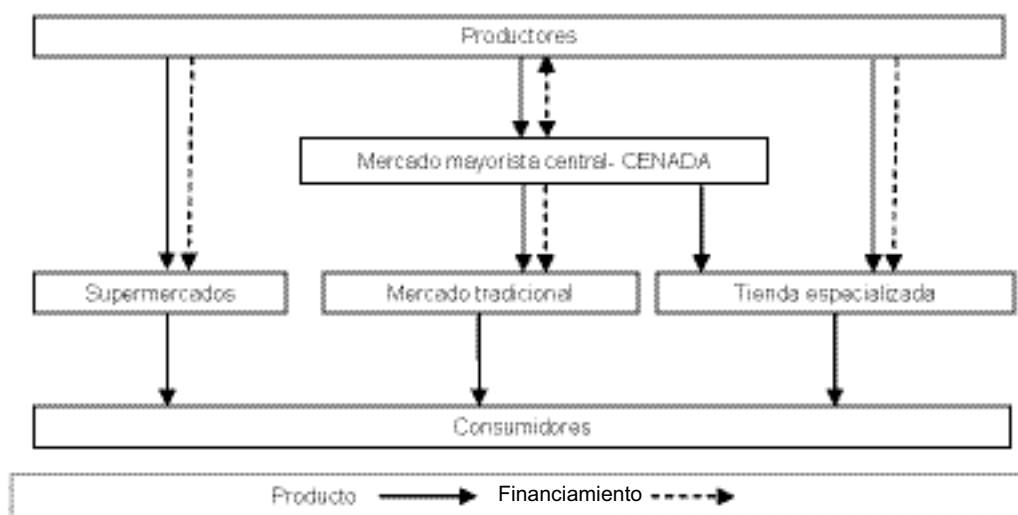 Productores
Mercado mayorista central- CENADA
Supermercados
Mercado tradicional
Tienda especializada
Consumidores
Producto
Financiamiento